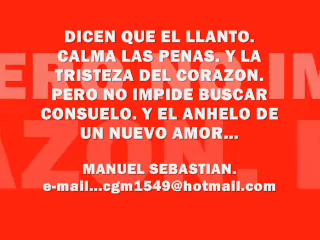 DICEN QUE EL LLANTO.
CALMA LAS PENAS. Y LA
TRISTEZA DEL CORAZON.
PERO NO IMPIDE BUSCAR
CONSUELO. Y EL ANHELO DE
UN NUEVO AMOR...
MANUEL SEBASTIAN.
e-mail...cgm1549@hotmail.com